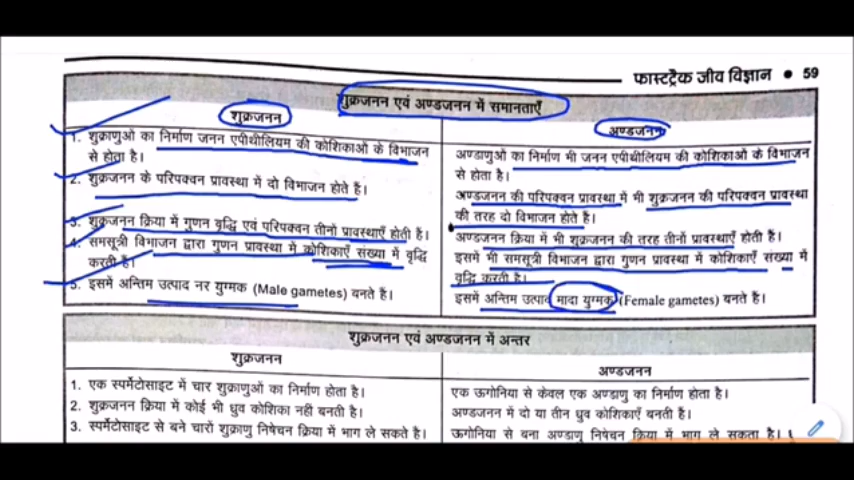 फास्टट्रैक जीव विज्ञान ● 59
शुक्रजनन एवं अण्डजनन में समानताएँ
शुक्रजनन
अण्डजनन
1. शुक्राणुओं का निर्माण जनन एपीथीलियम की कोशिकाओं के विभाजन
से होता है।
अण्डाणुओं का निर्माण भी जनन एपीथीलियम की कोशिकाओं के विभाजन
से होता है।
2. शुक्रजनन के परिपक्वन प्रावस्था में दो विभाजन होते है।
अण्डजनन की परिपक्वन प्रावस्था में भी शुक्रजनन की परिपक्वन प्रावस्था
की तरह दो विभाजन होते है।
3. शुक्रजनन क्रिया में गुणन वृद्धि एवं परिपक्वन तीनों प्रावस्थाएँ होती हैं।
अण्डजनन क्रिया में भी शुक्रजनन की तरह तीनों प्रावस्थाएँ होती हैं।
4. समसूत्री विभाजन द्वारा गुणन प्रावस्था में कोशिकाएँ संख्या में वृद्धि
करती हैं।
इसमें भी समसूत्री विभाजन द्वारा गुणन प्रावस्था में कोशिकाएँ संख्या में
वृद्धि करती है।
5. इसमें अन्तिम उत्पाद नर युग्मक (Male gametes) बनते हैं।
इसमें अन्तिम उत्पाद मादा युग्मक (Female gametes) बनते हैं।
शुक्रजनन एवं अण्डजनन में अन्तर
शुक्रजनन
अण्डजनन
1. एक स्पर्मेटोसाइट में चार शुक्राणुओं का निर्माण होता है।
एक ऊगोनिया से केवल एक अण्डाणु का निर्माण होता है।
2. शुक्रजनन क्रिया में कोई भी ध्रुव कोशिका नहीं बनती है।
अण्डजनन में दो या तीन ध्रुव कोशिकाएँ बनती हैं।
3. स्पर्मेटोसाइट से बने चारों शुक्राणु निषेचन क्रिया में भाग ले सकते है।
ऊगोनिया से बना अण्डाणु निषेचन क्रिया में भाग ले सकता है।